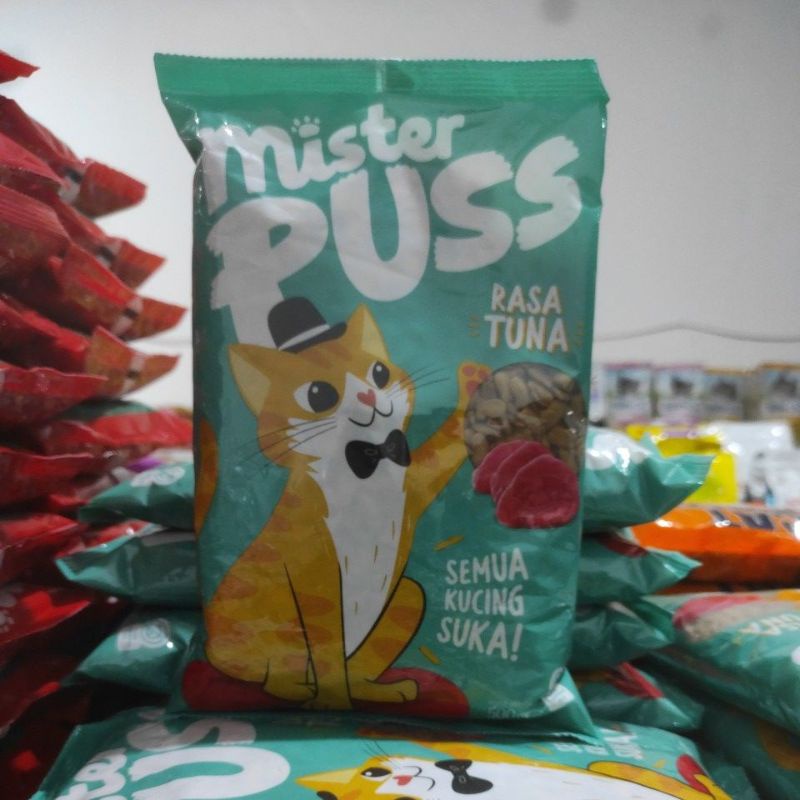 mister
PUSS
RASA
TUNA
SEMUA
KUCING
SUKA!